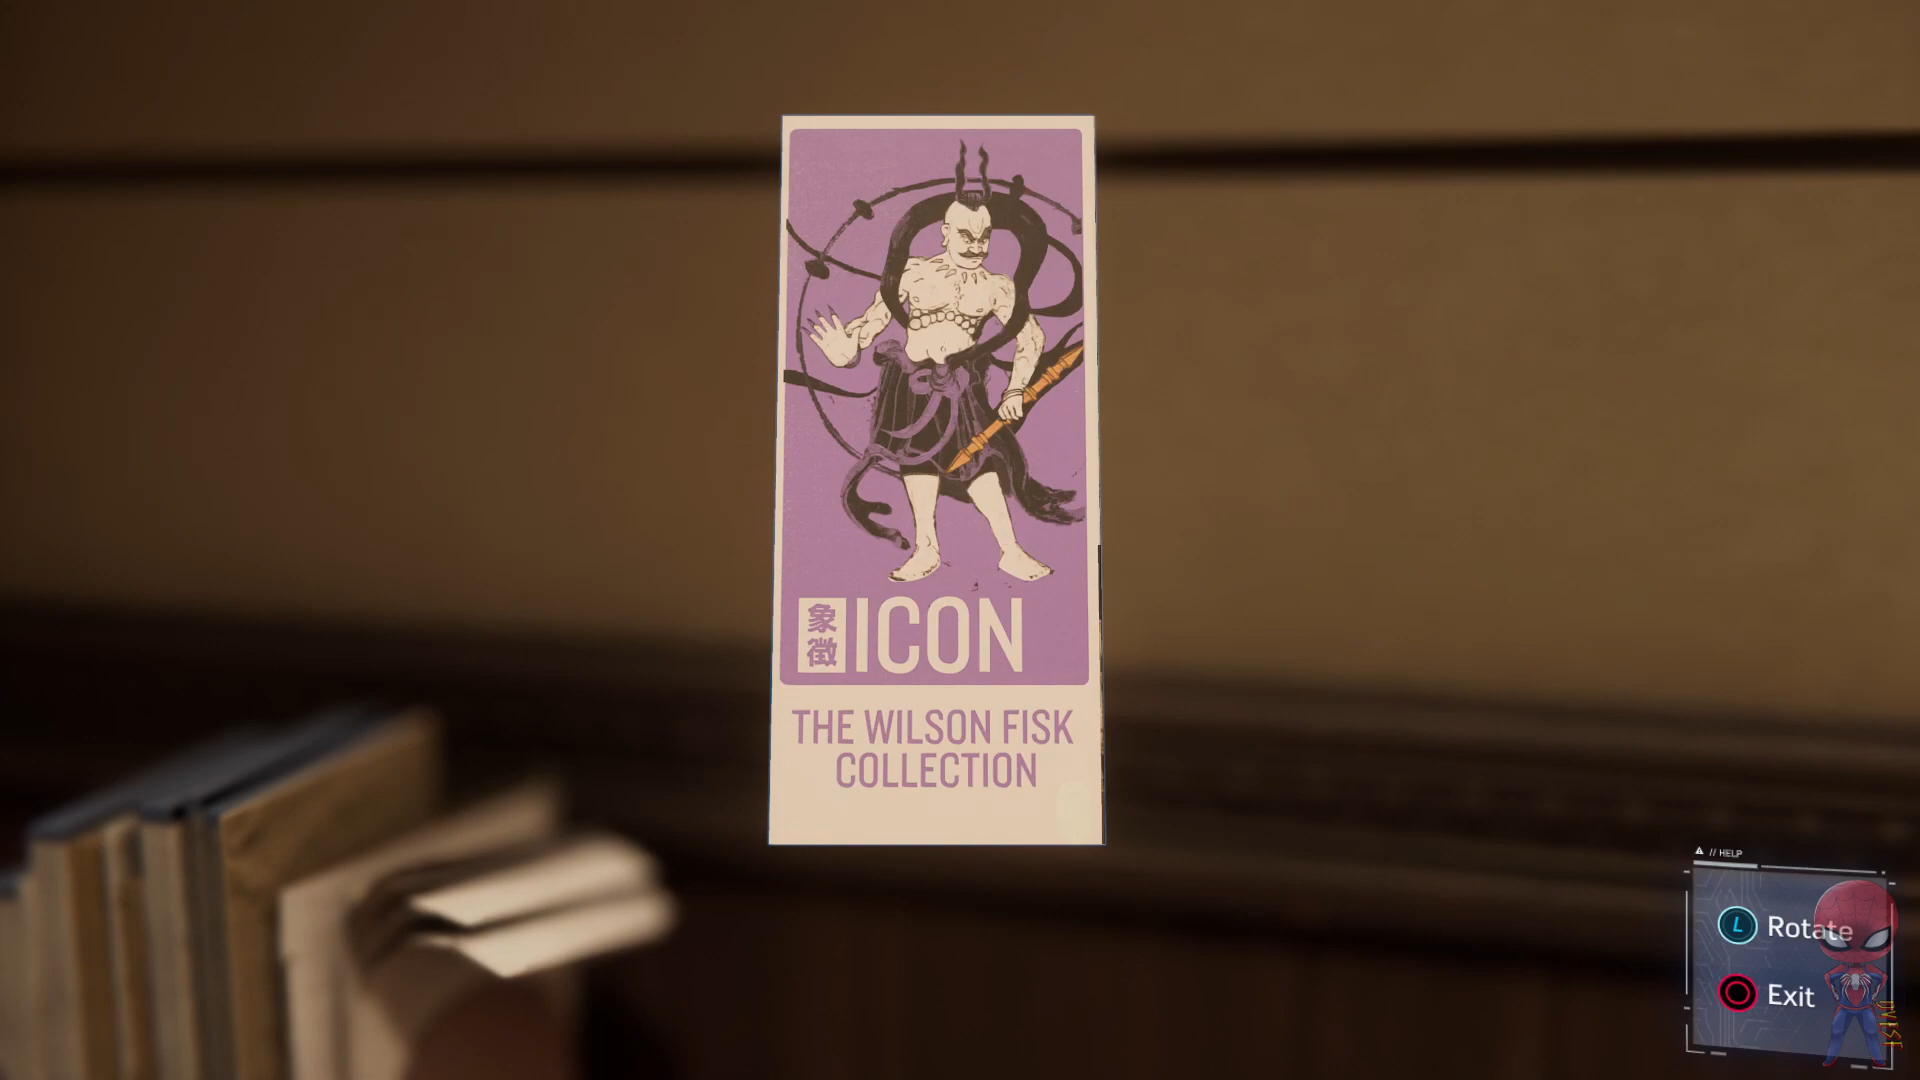 象
徵
ICON
THE WILSON FISK
COLLECTION
// HELP
L Rotate
Exit